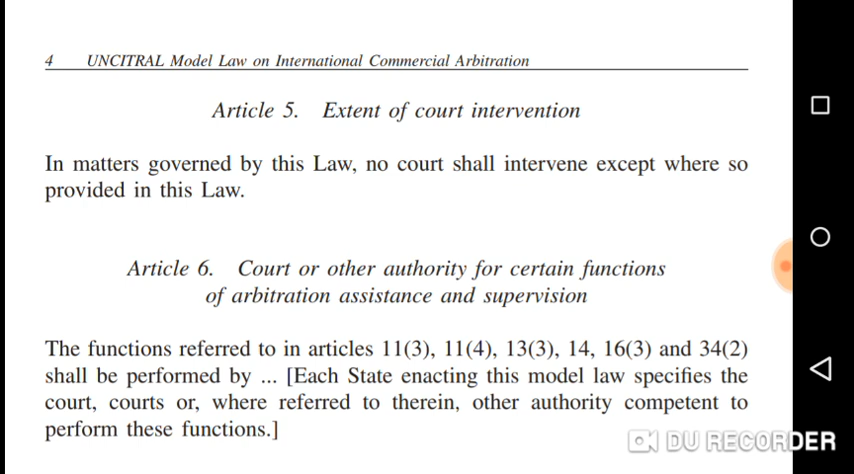 4 UNCITRAL Model Law on International Commercial Arbitration
Article 5. Extent of court intervention
In matters governed by this Law, no court shall intervene except where so
provided in this Law.
Article 6. Court or other authority for certain functions
of arbitration assistance and supervision
The functions referred to in articles 11(3), 11(4), 13(3), 14, 16(3) and 34(2)
shall be performed by ... [Each State enacting this model law specifies the
court, courts or, where referred to therein, other authority competent to
perform these functions.]
DU RECORDER